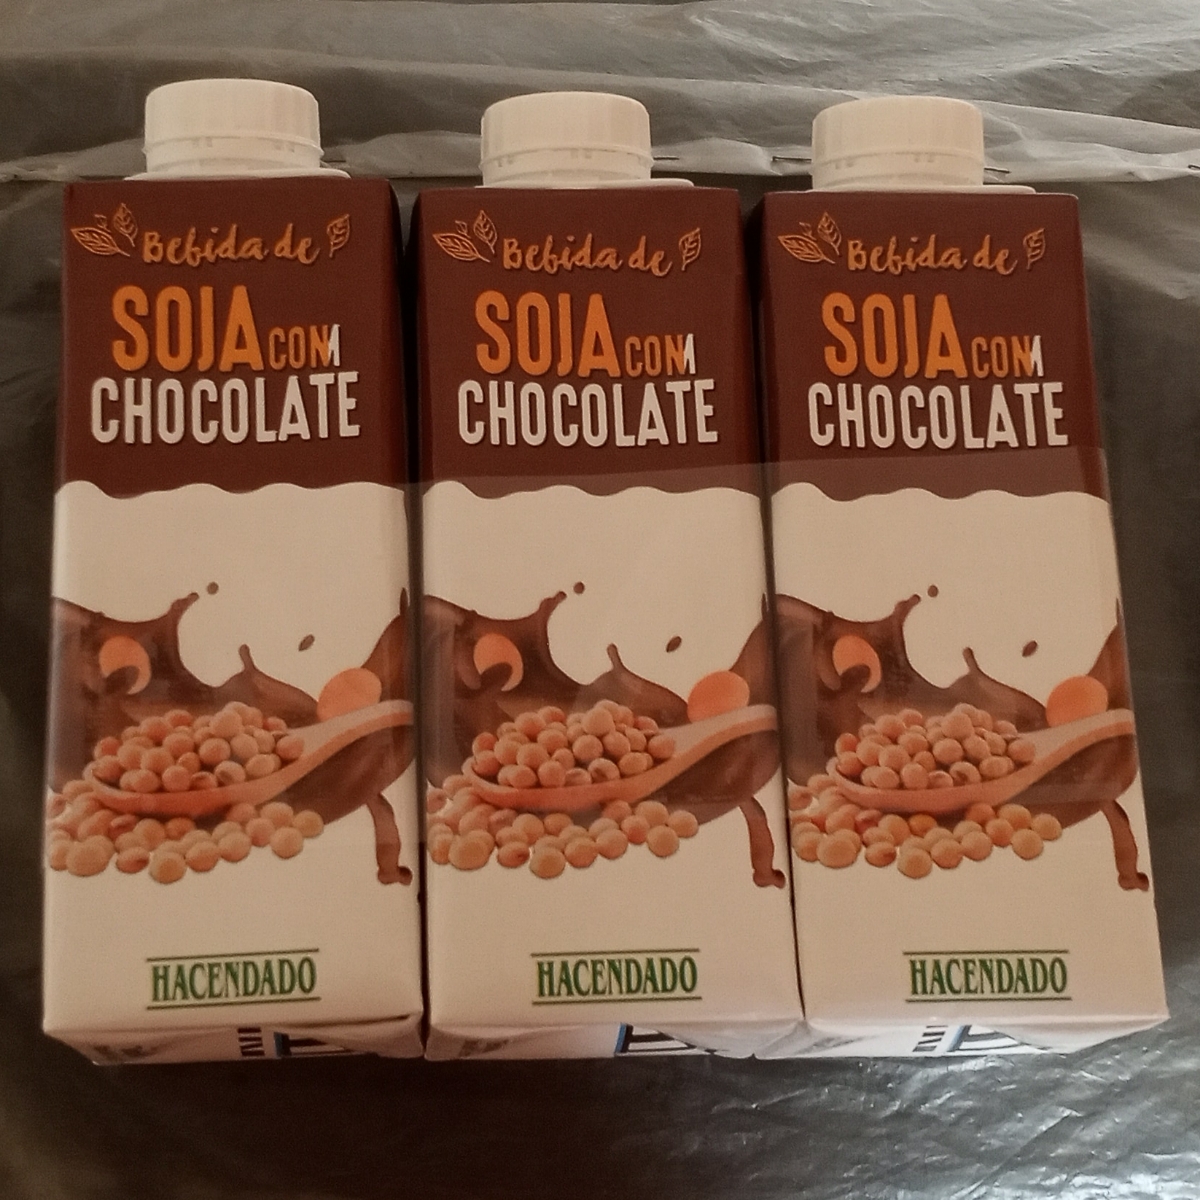 Bebida de
SOJA CON
CHOCOLATE
HACENDADO
Bebida de
SOJA CON
CHOCOLATE
HACENDADO
Bebida de
SOJA CON
CHOCOLATE
HACENDADO